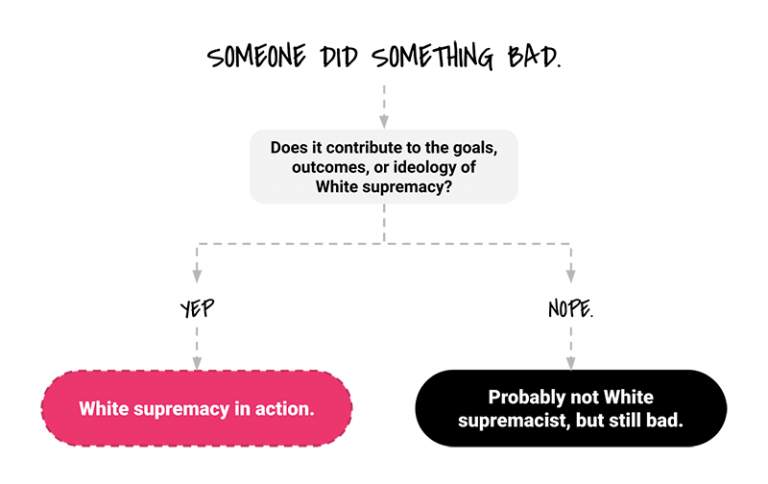 SOMEONE DID SOMETHING BAD.
Does it contribute to the goals,
outcomes, or ideology of
White supremacy?
YEP
NOPE.
White supremacy in action.
Probably not White
supremacist, but still bad.